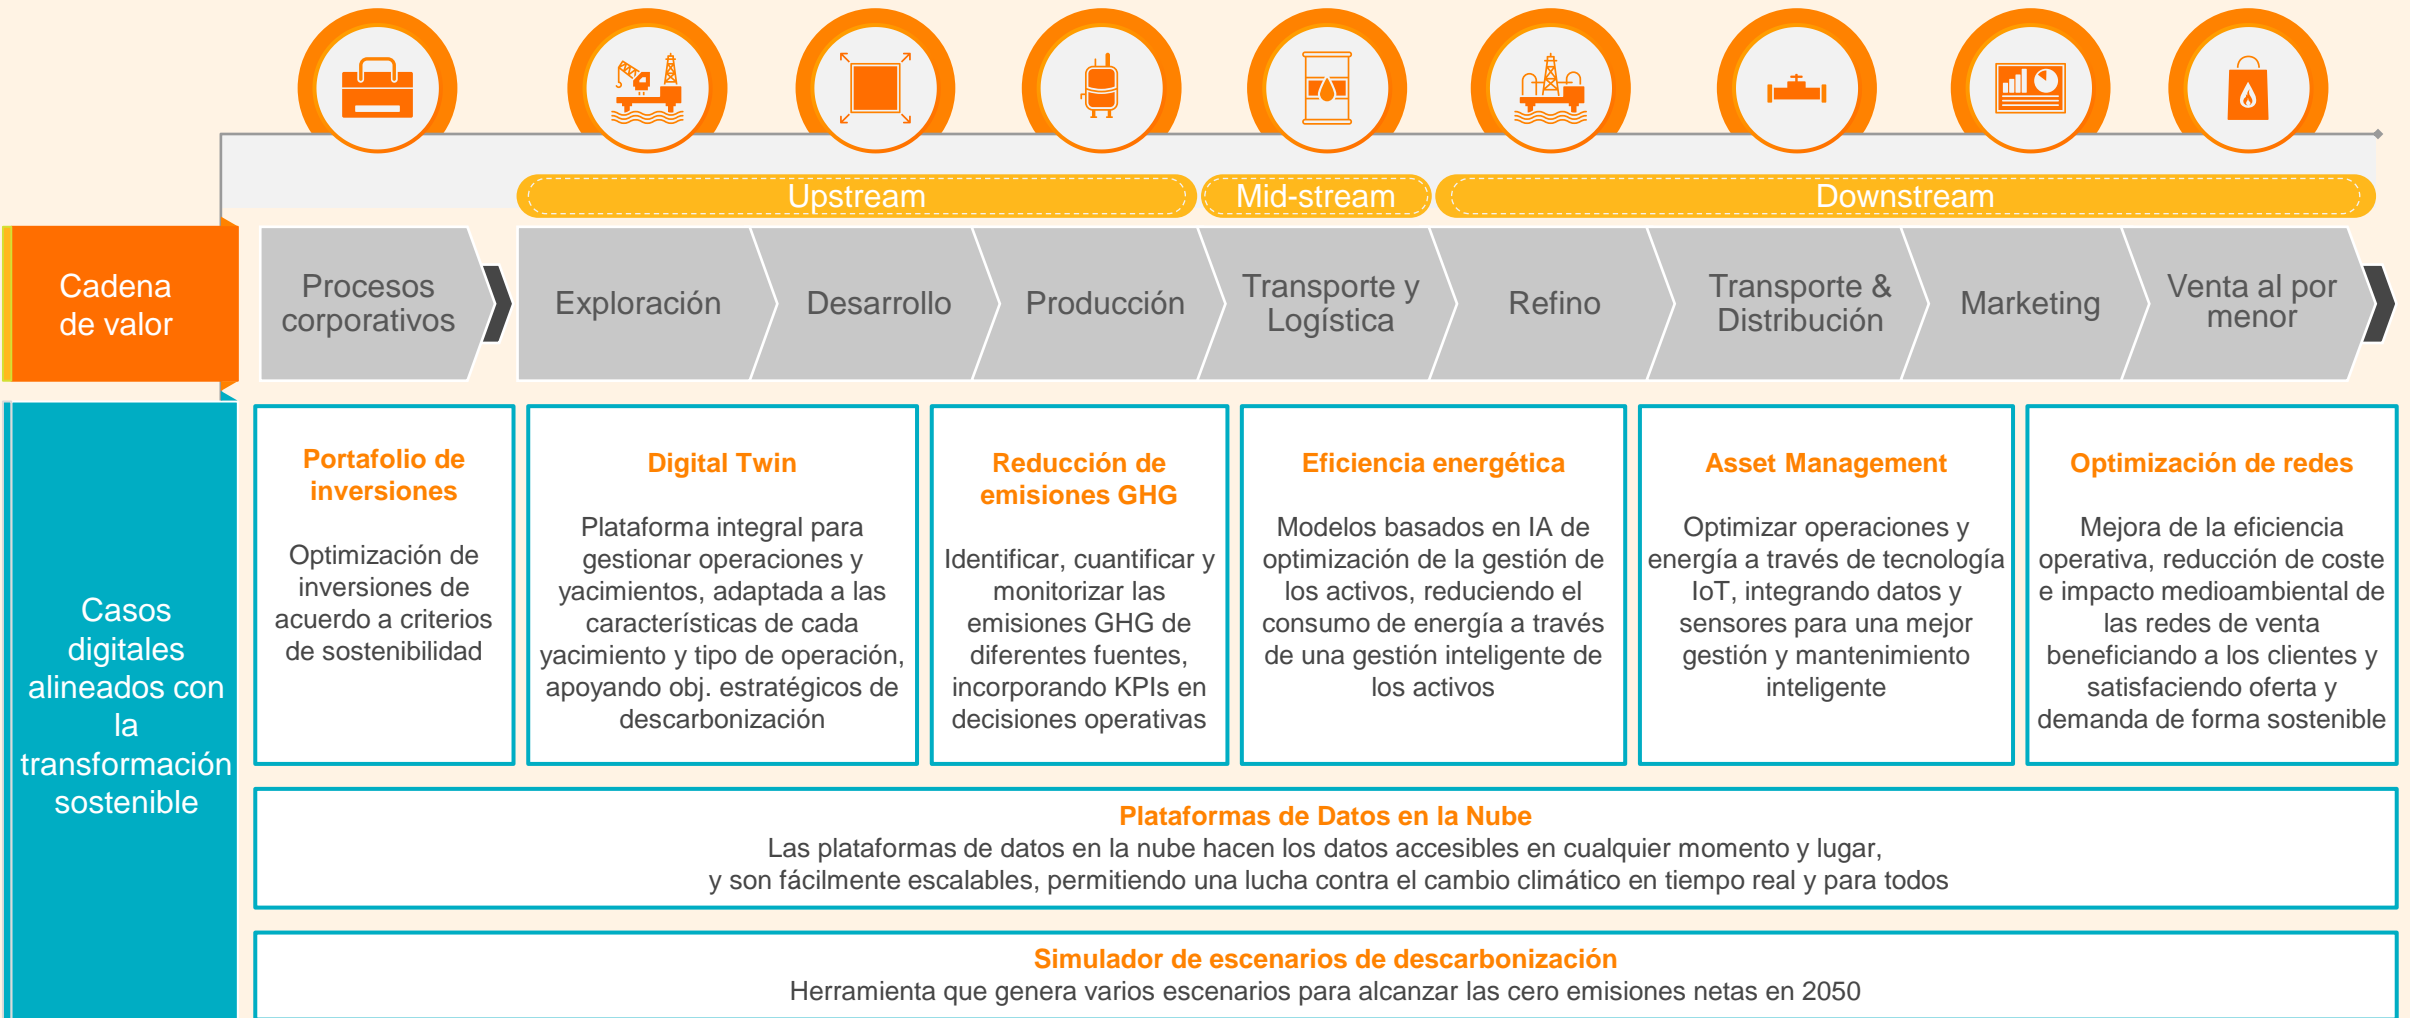 Upstream
Mid-stream
Downstream
Cadena
de valor
Procesos
corporativos
Exploración
Desarrollo
Producción
Transporte y
Logística
Refino
Transporte &
Distribución
Marketing
Venta al por
menor
Casos
digitales
alineados con
la
transformación
sostenible
Portafolio de
inversiones
Optimización de
inversiones de
acuerdo a criterios
de sostenibilidad
Digital Twin
Plataforma integral para
gestionar operaciones y
yacimientos, adaptada a las
características de cada
yacimiento y tipo de operación,
apoyando obj. estratégicos de
descarbonización
Reducción de
emisiones GHG
Identificar, cuantificar y
monitorizar las
emisiones GHG de
diferentes fuentes,
incorporando KPIs en
decisiones operativas
Eficiencia energética
Modelos basados en IA de
optimización de la gestión de
los activos, reduciendo el
consumo de energía a través
de una gestión inteligente de
los activos
Asset Management
Optimizar operaciones y
energía a través de tecnología
IoT, integrando datos y
sensores para una mejor
gestión y mantenimiento
inteligente
Optimización de redes
Mejora de la eficiencia
operativa, reducción de coste
e impacto medioambiental de
las redes de venta
beneficiando a los clientes y
satisfaciendo oferta y
demanda de forma sostenible
Plataformas de Datos en la Nube
Las plataformas de datos en la nube hacen los datos accesibles en cualquier momento y lugar,
y son fácilmente escalables, permitiendo una lucha contra el cambio climático en tiempo real y para todos
Simulador de escenarios de descarbonización
Herramienta que genera varios escenarios para alcanzar las cero emisiones netas en 2050